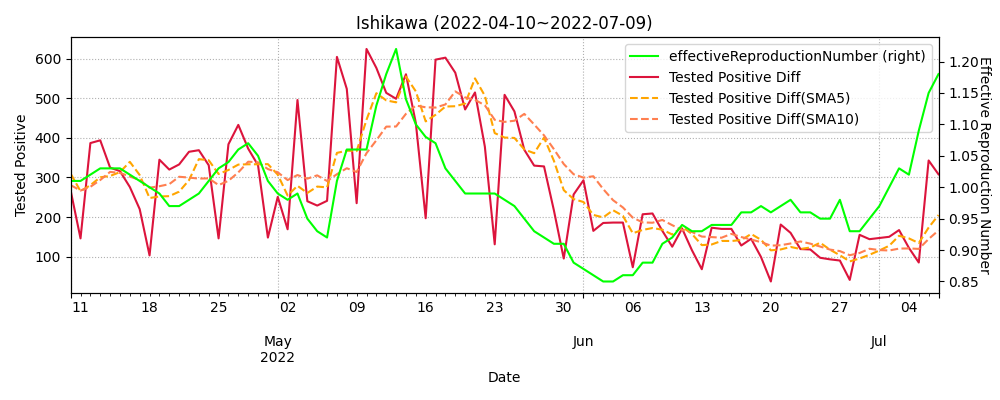 Ishikawa (2022-04-10~2022-07-09)
effectiveReproductionNumber (right)
Tested Positive Diff
Tested Positive Diff(SMA5)
Tested Positive Diff(SMA10)
Tested Positive
600
500
400
300
200
100
1.20
1.15
1.10
1.05
1.00
0.95
0.90
0.85
Effective Reproduction Number
11 18 25 02 09 16 23 30 06 13 20 27 04
May Jun Jul
2022
Date